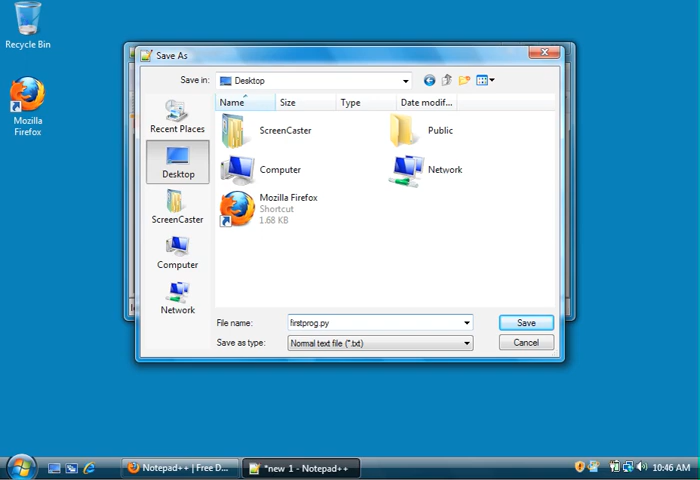 Recycle Bin
Mozilla
Firefox
Save As
Save in:
Desktop
Name
Size
Type
Date modif...
Recent Places
Desktop
ScreenCaster
Computer
Network
ScreenCaster
Public
Computer
Network
Mozilla Firefox
Shortcut
1.68 KB
File name:
firstprog.py
Save
Save as type:
Normal text file (*.txt)
Cancel
Notepad++ | Free D...
*new 1 - Notepad++
10:46 AM